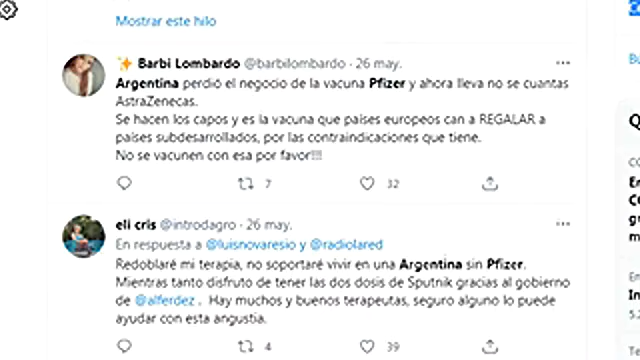 Mostrar este hilo
Barbi Lombardo @barbilombardo · 26 may.
Argentina perdió el negocio de la vacuna Pfizer y ahora lleva no se cuantas
AstraZenecas.
Se hacen los capos y es la vacuna que países europeos can a REGALAR a
países subdesarrollados, por las contraindicaciones que tiene.
No se vacunen con esa por favor!!!
7 32
eli cris @introdagro · 26 may.
En respuesta a @luisnovaresio y @radiolared
Redoblaré mi terapia, no soportaré vivir en una Argentina sin Pfizer.
Mientras tanto disfruto de tener las dos dosis de Sputnik gracias al gobierno
de @alferdez . Hay muchos y buenos terapeutas, seguro alguno lo puede
ayudar con esta angustia.
4 39